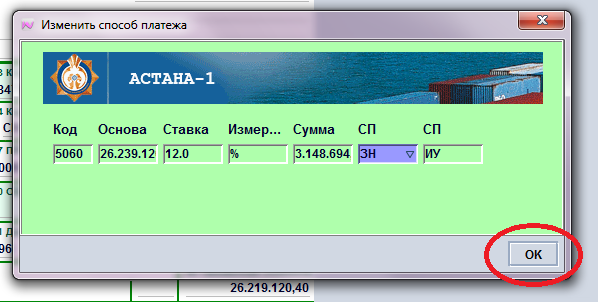 Изменить способ платежа
АСТАНА-1
Код Основа Ставка Измер... Сумма СП СП
5060 26.239.12 12.0 % 3.148.694, ЗН ИУ
OK
26.219.120,40